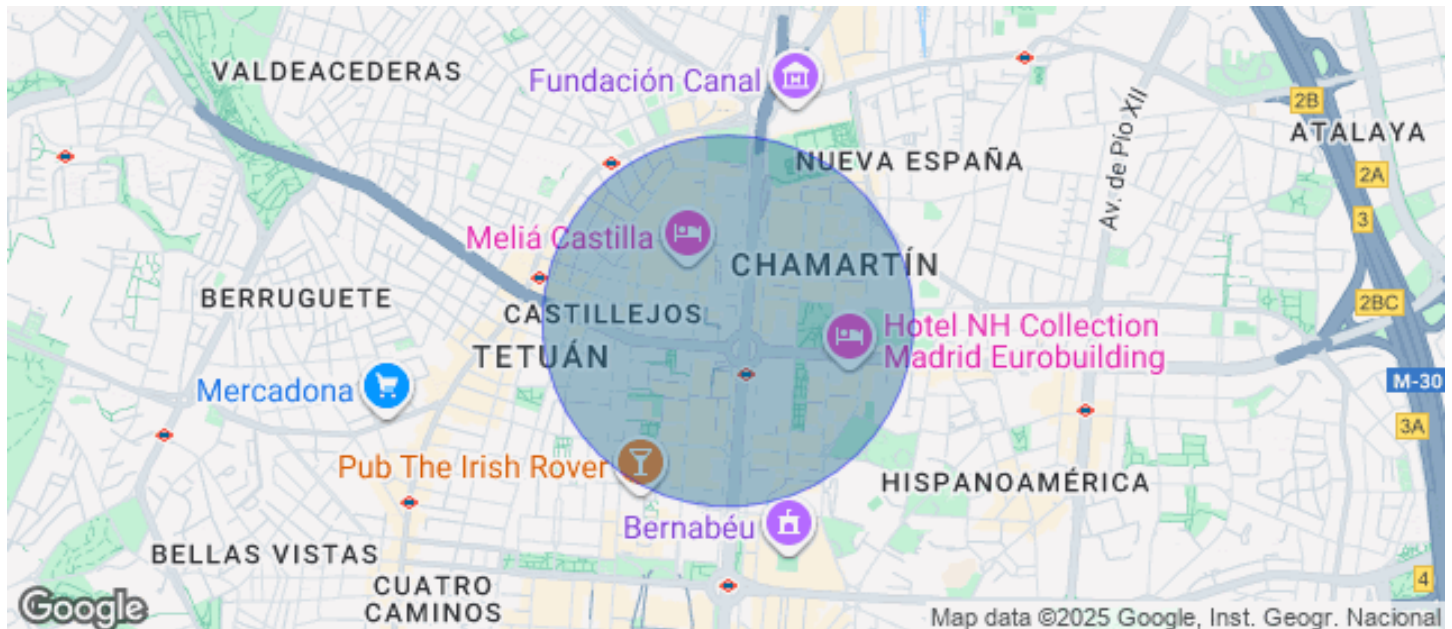 VALDEACEDERAS
Fundación Canal
2B
ATALAYA
Av. de Pío XII
NUEVA ESPAÑA
2A
3
Meliá Castilla
CHAMARTÍN
BERRUGUETE
CASTILLEJOS
2BC
Hotel NH Collection
Madrid Eurobuilding
TETUÁN
Mercadona
M-30
3A
Pub The Irish Rover
HISPANOAMÉRICA
Bernabéu
BELLAS VISTAS
CUATRO
CAMINOS
4
Google
Map data ©2025 Google, Inst. Geogr. Nacional